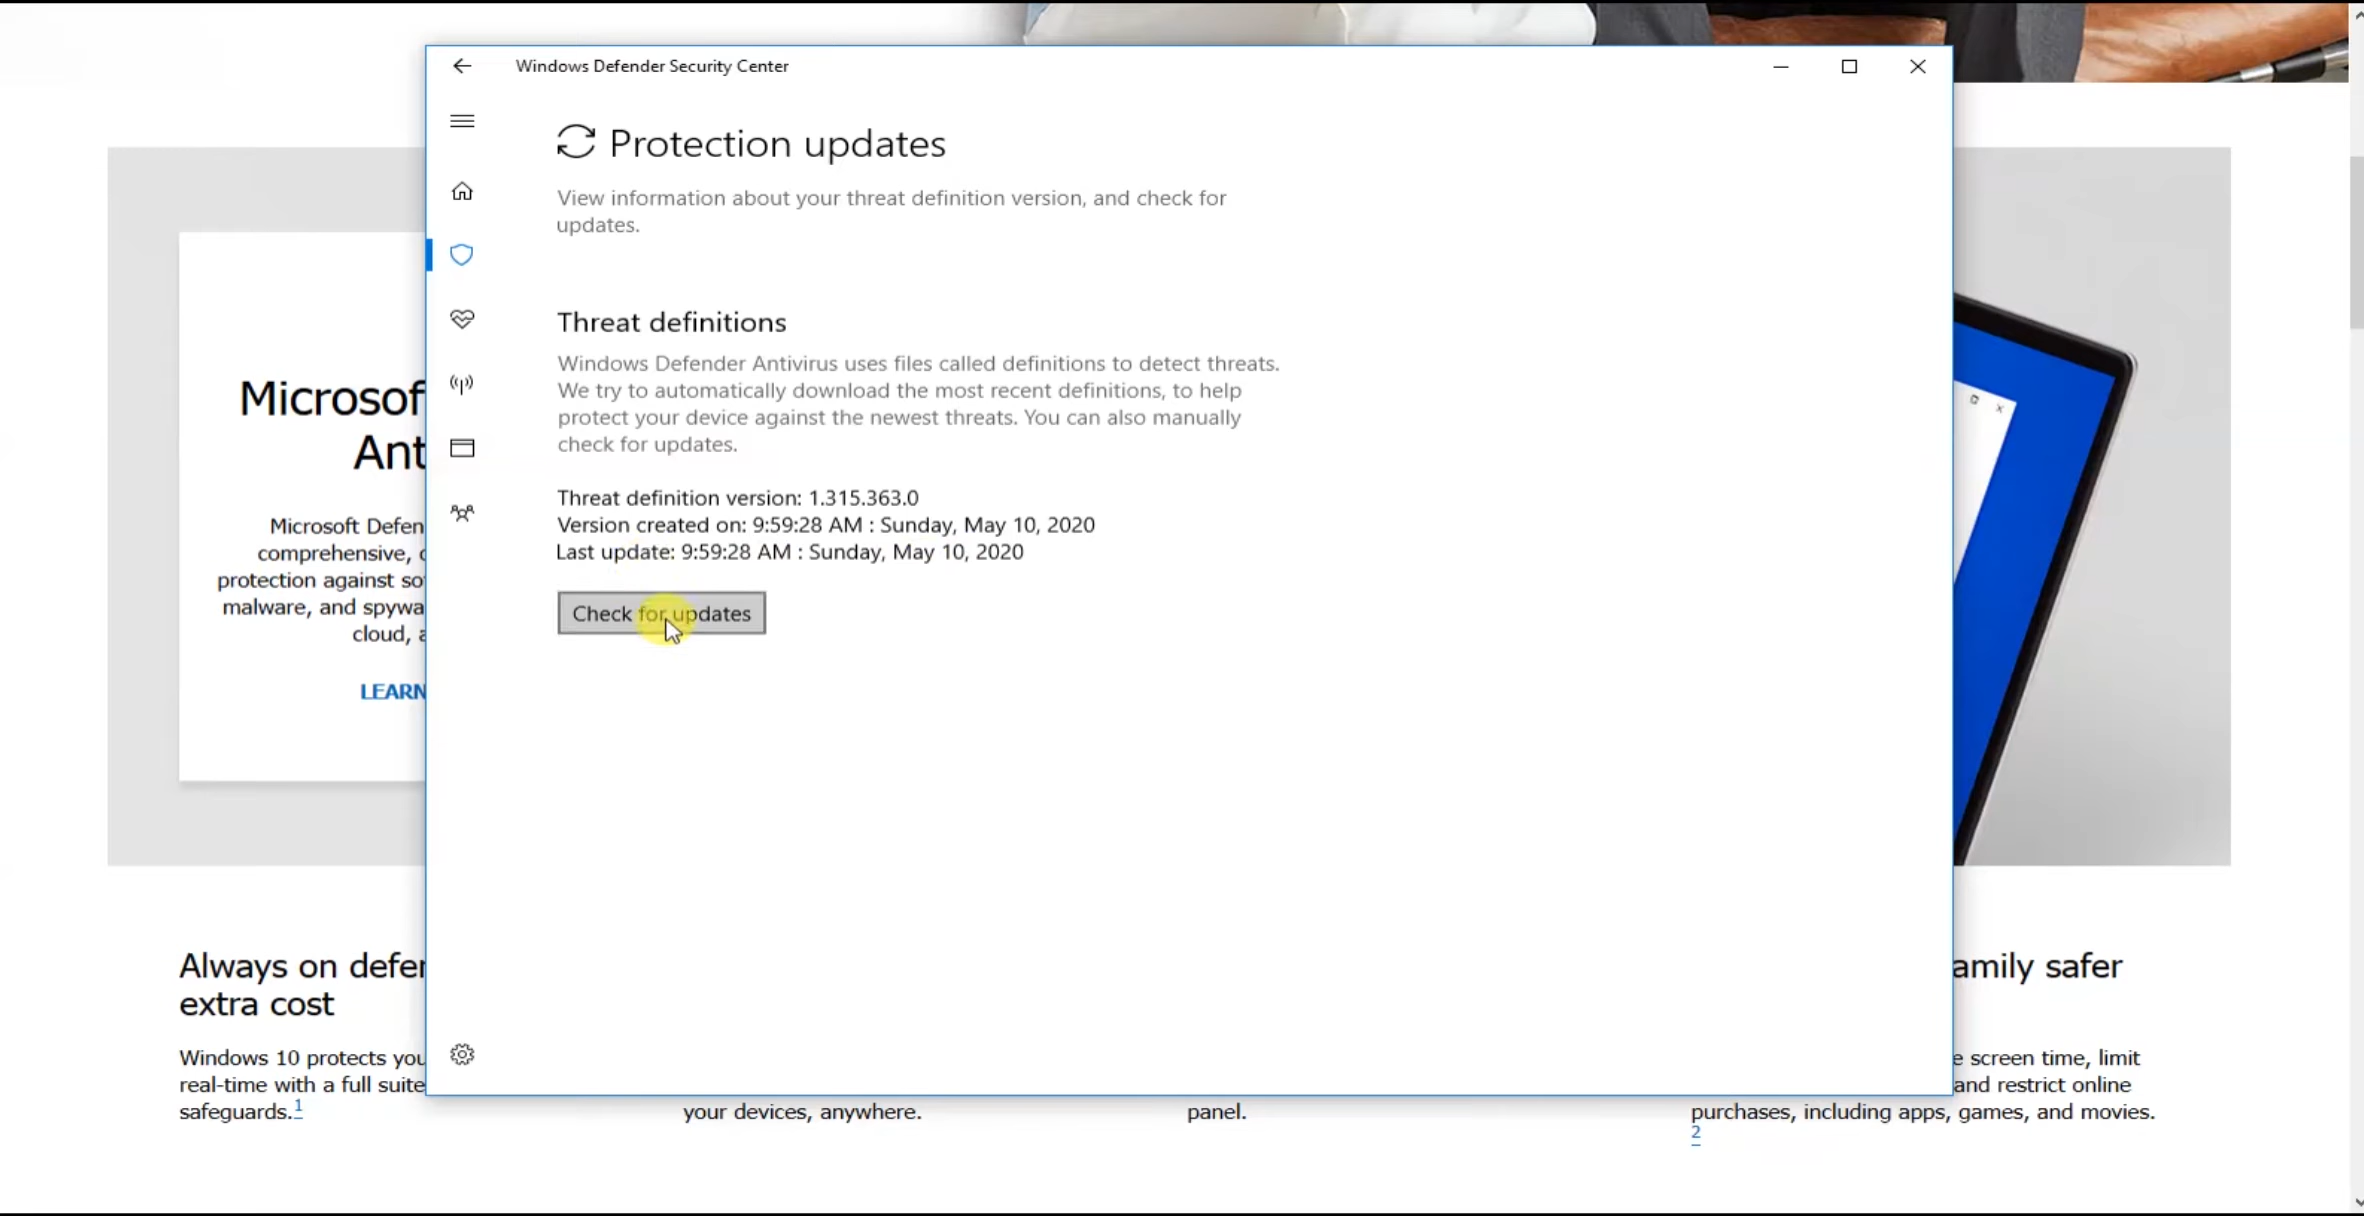 Windows Defender Security Center
Protection updates
View information about your threat definition version, and check for
updates.
Threat definitions
Windows Defender Antivirus uses files called definitions to detect threats.
We try to automatically download the most recent definitions, to help
protect your device against the newest threats. You can also manually
check for updates.
Threat definition version: 1.315.363.0
Version created on: 9:59:28 AM : Sunday, May 10, 2020
Last update: 9:59:28 AM : Sunday, May 10, 2020
Check for updates
Microsof
Ant
Microsoft Defen
comprehensive,
protection against so
malware, and spywa
cloud,
LEARN
Always on defen
extra cost
Windows 10 protects you
real-time with a full suite
safeguards.1
your devices, anywhere.
panel.
amily safer
e screen time, limit
and restrict online
purchases, including apps, games, and movies.
2